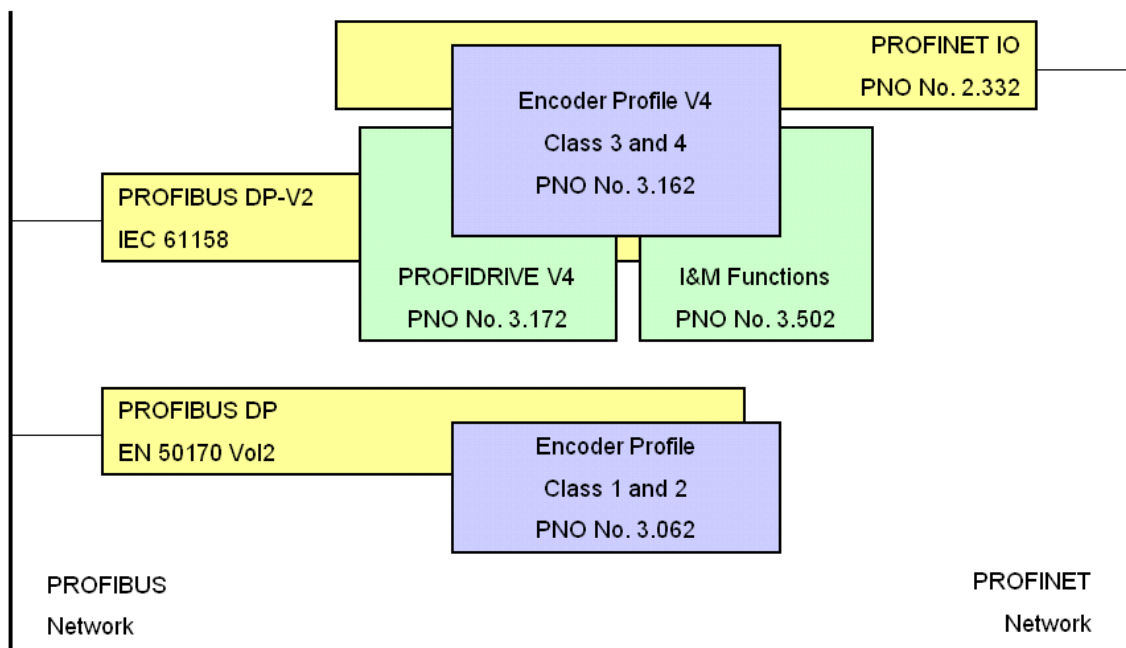 PROFINET IO
PNO No. 2.332
Encoder Profile V4
Class 3 and 4
PNO No. 3.162
PROFIBUS DP-V2
IEC 61158
PROFIDRIVE V4
PNO No. 3.172
I&M Functions
PNO No. 3.502
PROFIBUS DP
EN 50170 Vol2
Encoder Profile
Class 1 and 2
PNO No. 3.062
PROFIBUS
Network
PROFINET
Network